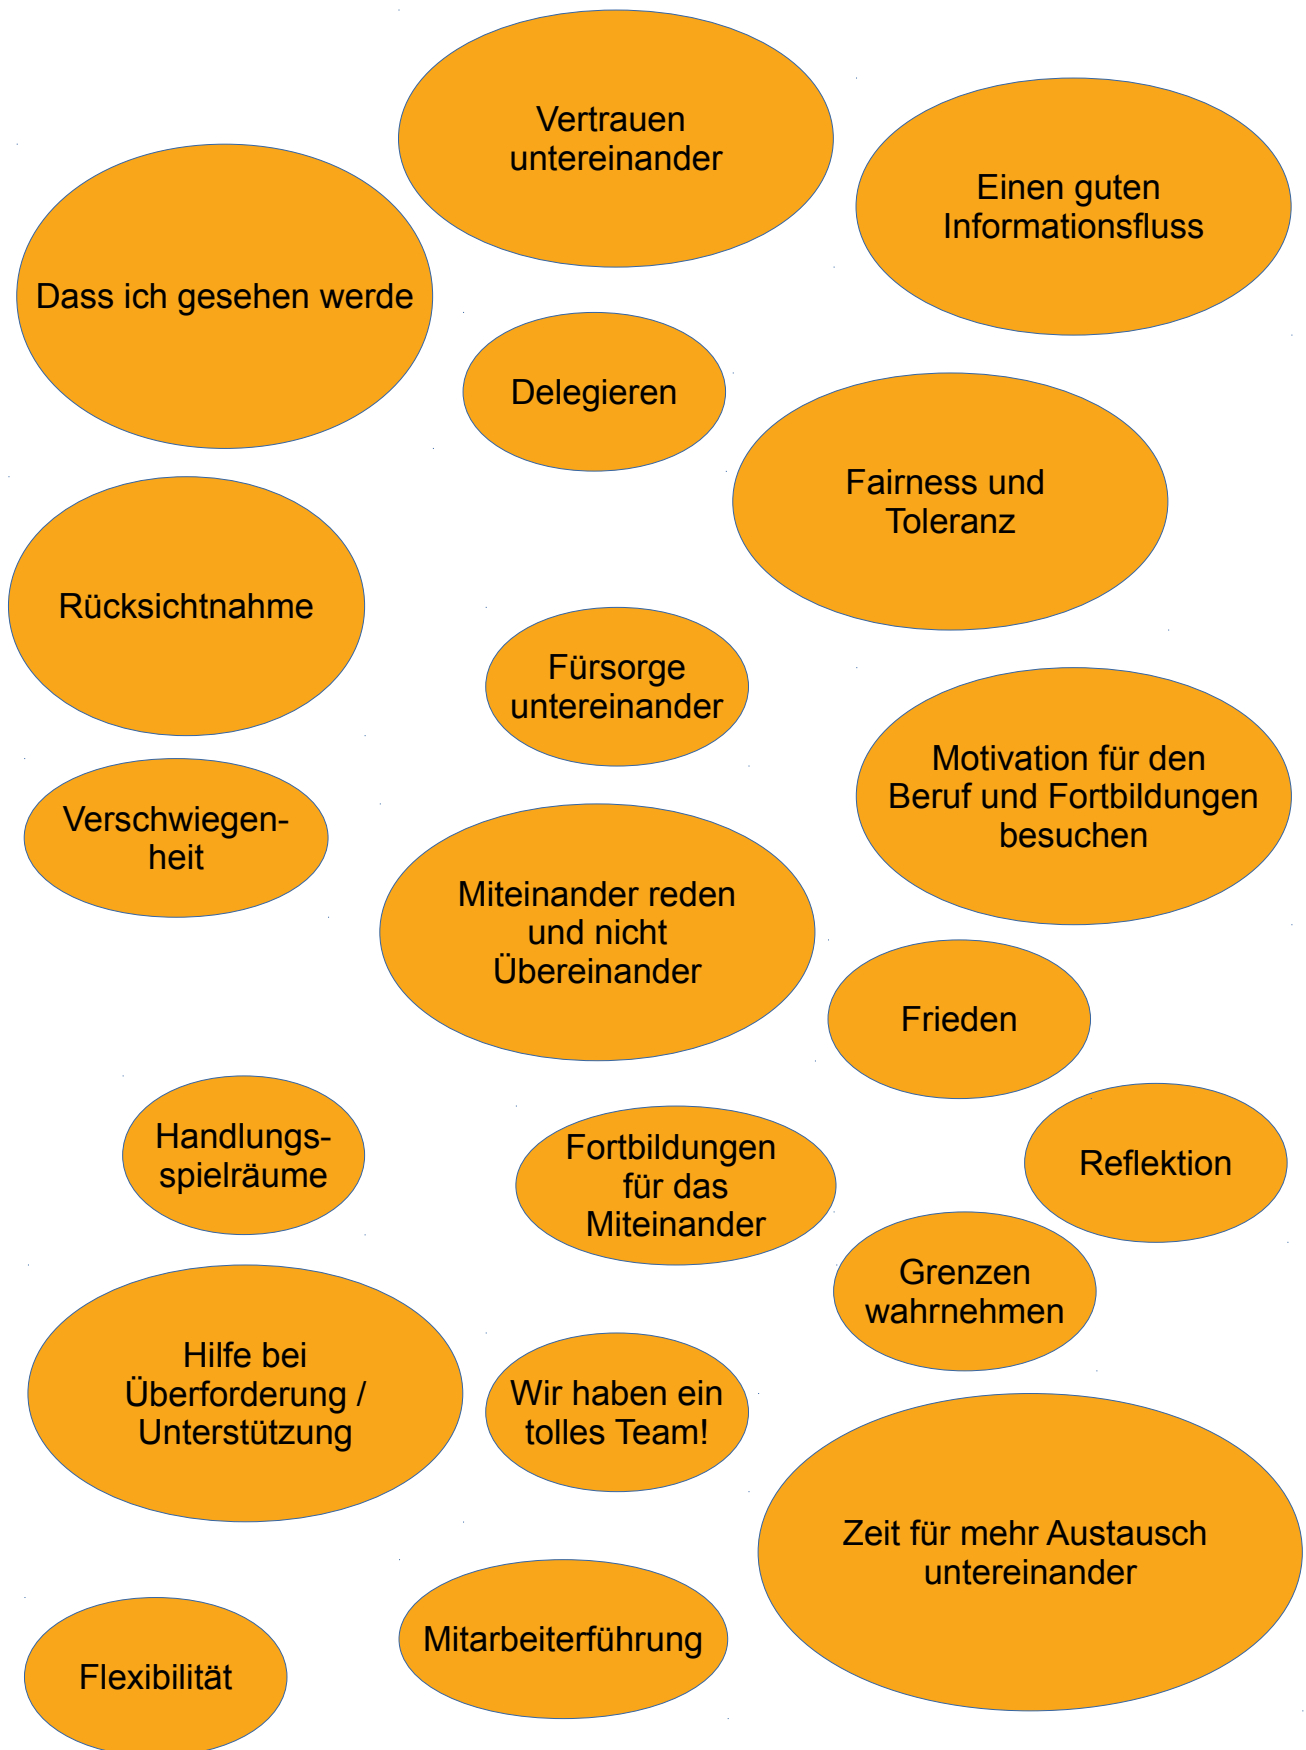 Vertrauen
untereinander
Einen guten
Informationsfluss
Dass ich gesehen werde
Delegieren
Fairness und
Toleranz
Rücksichtnahme
Fürsorge
untereinander
Motivation für den
Beruf und Fortbildungen
besuchen
Verschwiegen-
heit
Miteinander reden
und nicht
Übereinander
Frieden
Handlungs-
spielräume
Fortbildungen
für das
Miteinander
Reflektion
Grenzen
wahrnehmen
Hilfe bei
Überforderung /
Unterstützung
Wir haben ein
tolles Team!
Zeit für mehr Austausch
untereinander
Mitarbeiterführung
Flexibilität